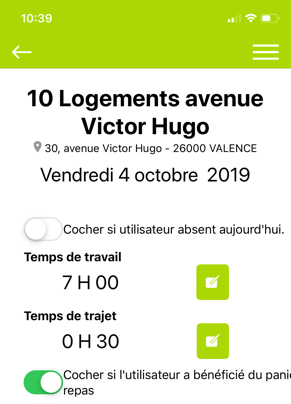 10:39
10 Logements avenue
Victor Hugo
30, avenue Victor Hugo - 26000 VALENCE
Vendredi 4 octobre 2019
Cocher si utilisateur absent aujourd'hui.
Temps de travail
7 H 00
Temps de trajet
0 H 30
Cocher si l'utilisateur a bénéficié du pani
repas